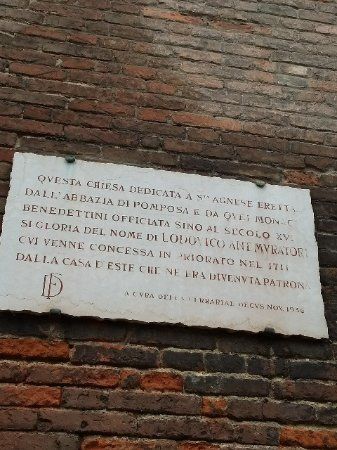 QVESTA CHIESA DEDICATA A STA AGNESE ERETTA
DALL'ABBAZIA DI POMPOSA E DA QVEI MONACI
BENEDETTINI OFFICIATA SINO AL SECOLO XVI
SI GLORIA DEL NOME DI LODOVICO ANT. MVRATORI
CVI VENNE CONCESSA IN PRIORATO NEL 1711
DALLA CASA D'ESTE CHE NE ERA DIVENVTA PATRONA
A CVRA DELLA FERRARIAE DECVS NOV. 1936